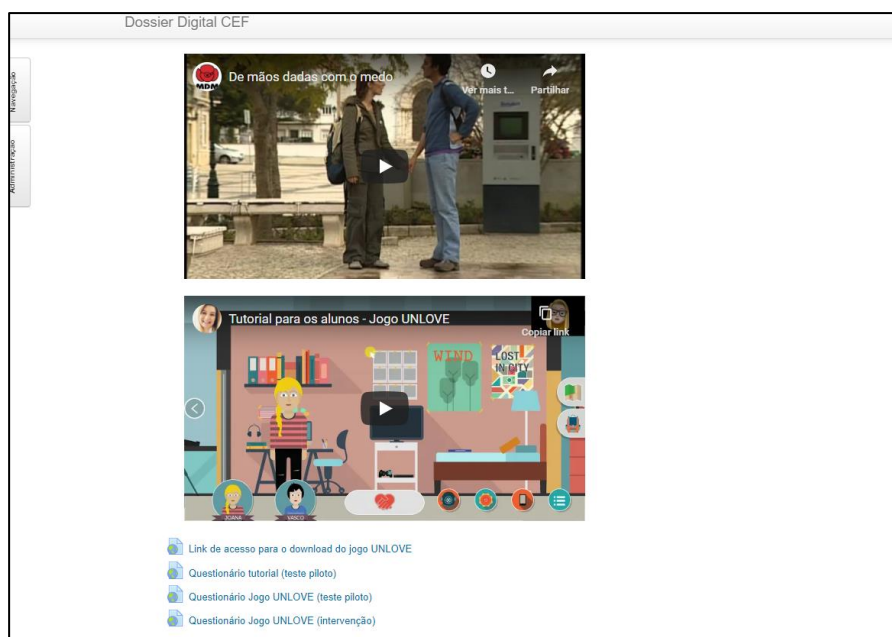 Dossier Digital CEF
Navegação
Administração
MDM
De mãos dadas com o medo
Ver mais t...
Partilhar
Tutorial para os alunos - Jogo UNLOVE
Copiar link
WIND
LOST
IN CITY
JOANA
VASCO
Link de acesso para o download do jogo UNLOVE
Questionário tutorial (teste piloto)
Questionário Jogo UNLOVE (teste piloto)
Questionário Jogo UNLOVE (intervenção)